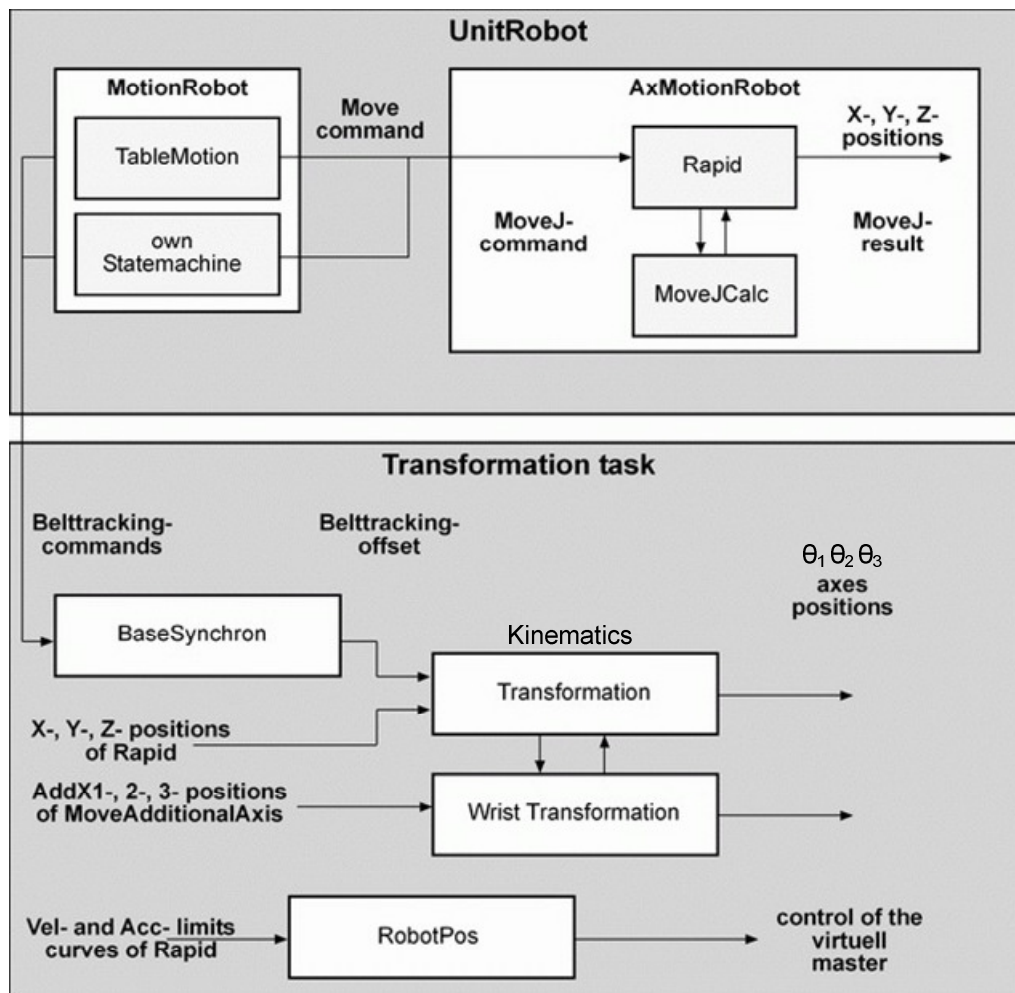 UnitRobot
MotionRobot
TableMotion
own
Statemachine
Move
command
AxMotionRobot
Rapid
X-, Y-, Z-
positions
MoveJ-
command
MoveJ-
result
MoveJCalc
Transformation task
Belttracking-
commands
Belttracking-
offset
θ1 θ2 θ3
axes
positions
BaseSynchron
Kinematics
Transformation
X-, Y-, Z- positions
of Rapid
AddX1-, 2-, 3- positions
of MoveAdditionalAxis
Wrist Transformation
Vel- and Acc- limits
curves of Rapid
RobotPos
control of the
virtuell
master